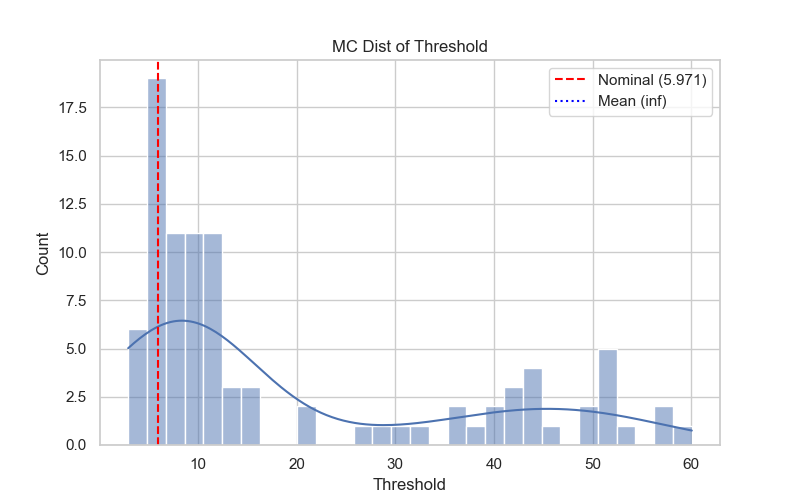 MC Dist of Threshold
Nominal (5.971)
Mean (inf)
Count
17.5
15.0
12.5
10.0
7.5
5.0
2.5
0.0
10 20 30 40 50 60
Threshold